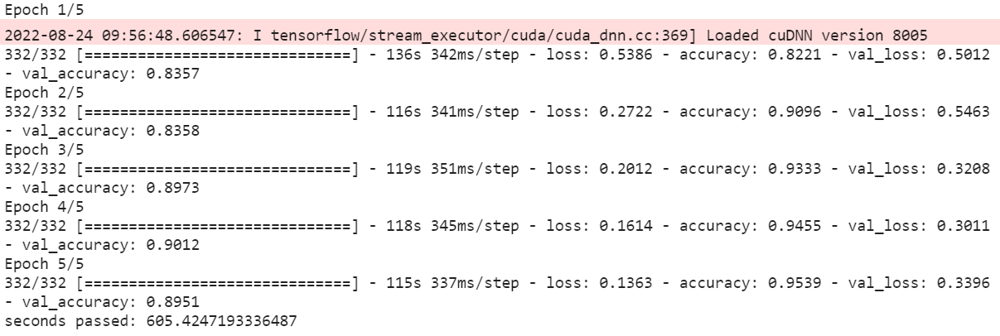 Epoch 1/5
2022-08-24 09:56:48.606547: I tensorflow/stream_executor/cuda/cuda_dnn.cc:369] Loaded cuDNN version 8005
332/332 [==============================] - 136s 342ms/step - loss: 0.5386 - accuracy: 0.8221 - val_loss: 0.5012
- val_accuracy: 0.8357
Epoch 2/5
332/332 [==============================] - 116s 341ms/step - loss: 0.2722 - accuracy: 0.9096 - val_loss: 0.5463
- val_accuracy: 0.8358
Epoch 3/5
332/332 [==============================] - 119s 351ms/step - loss: 0.2012 - accuracy: 0.9333 - val_loss: 0.3208
- val_accuracy: 0.8973
Epoch 4/5
332/332 [==============================] - 118s 345ms/step - loss: 0.1614 - accuracy: 0.9455 - val_loss: 0.3011
- val_accuracy: 0.9012
Epoch 5/5
332/332 [==============================] - 115s 337ms/step - loss: 0.1363 - accuracy: 0.9539 - val_loss: 0.3396
- val_accuracy: 0.8951
seconds passed: 605.4247193336487